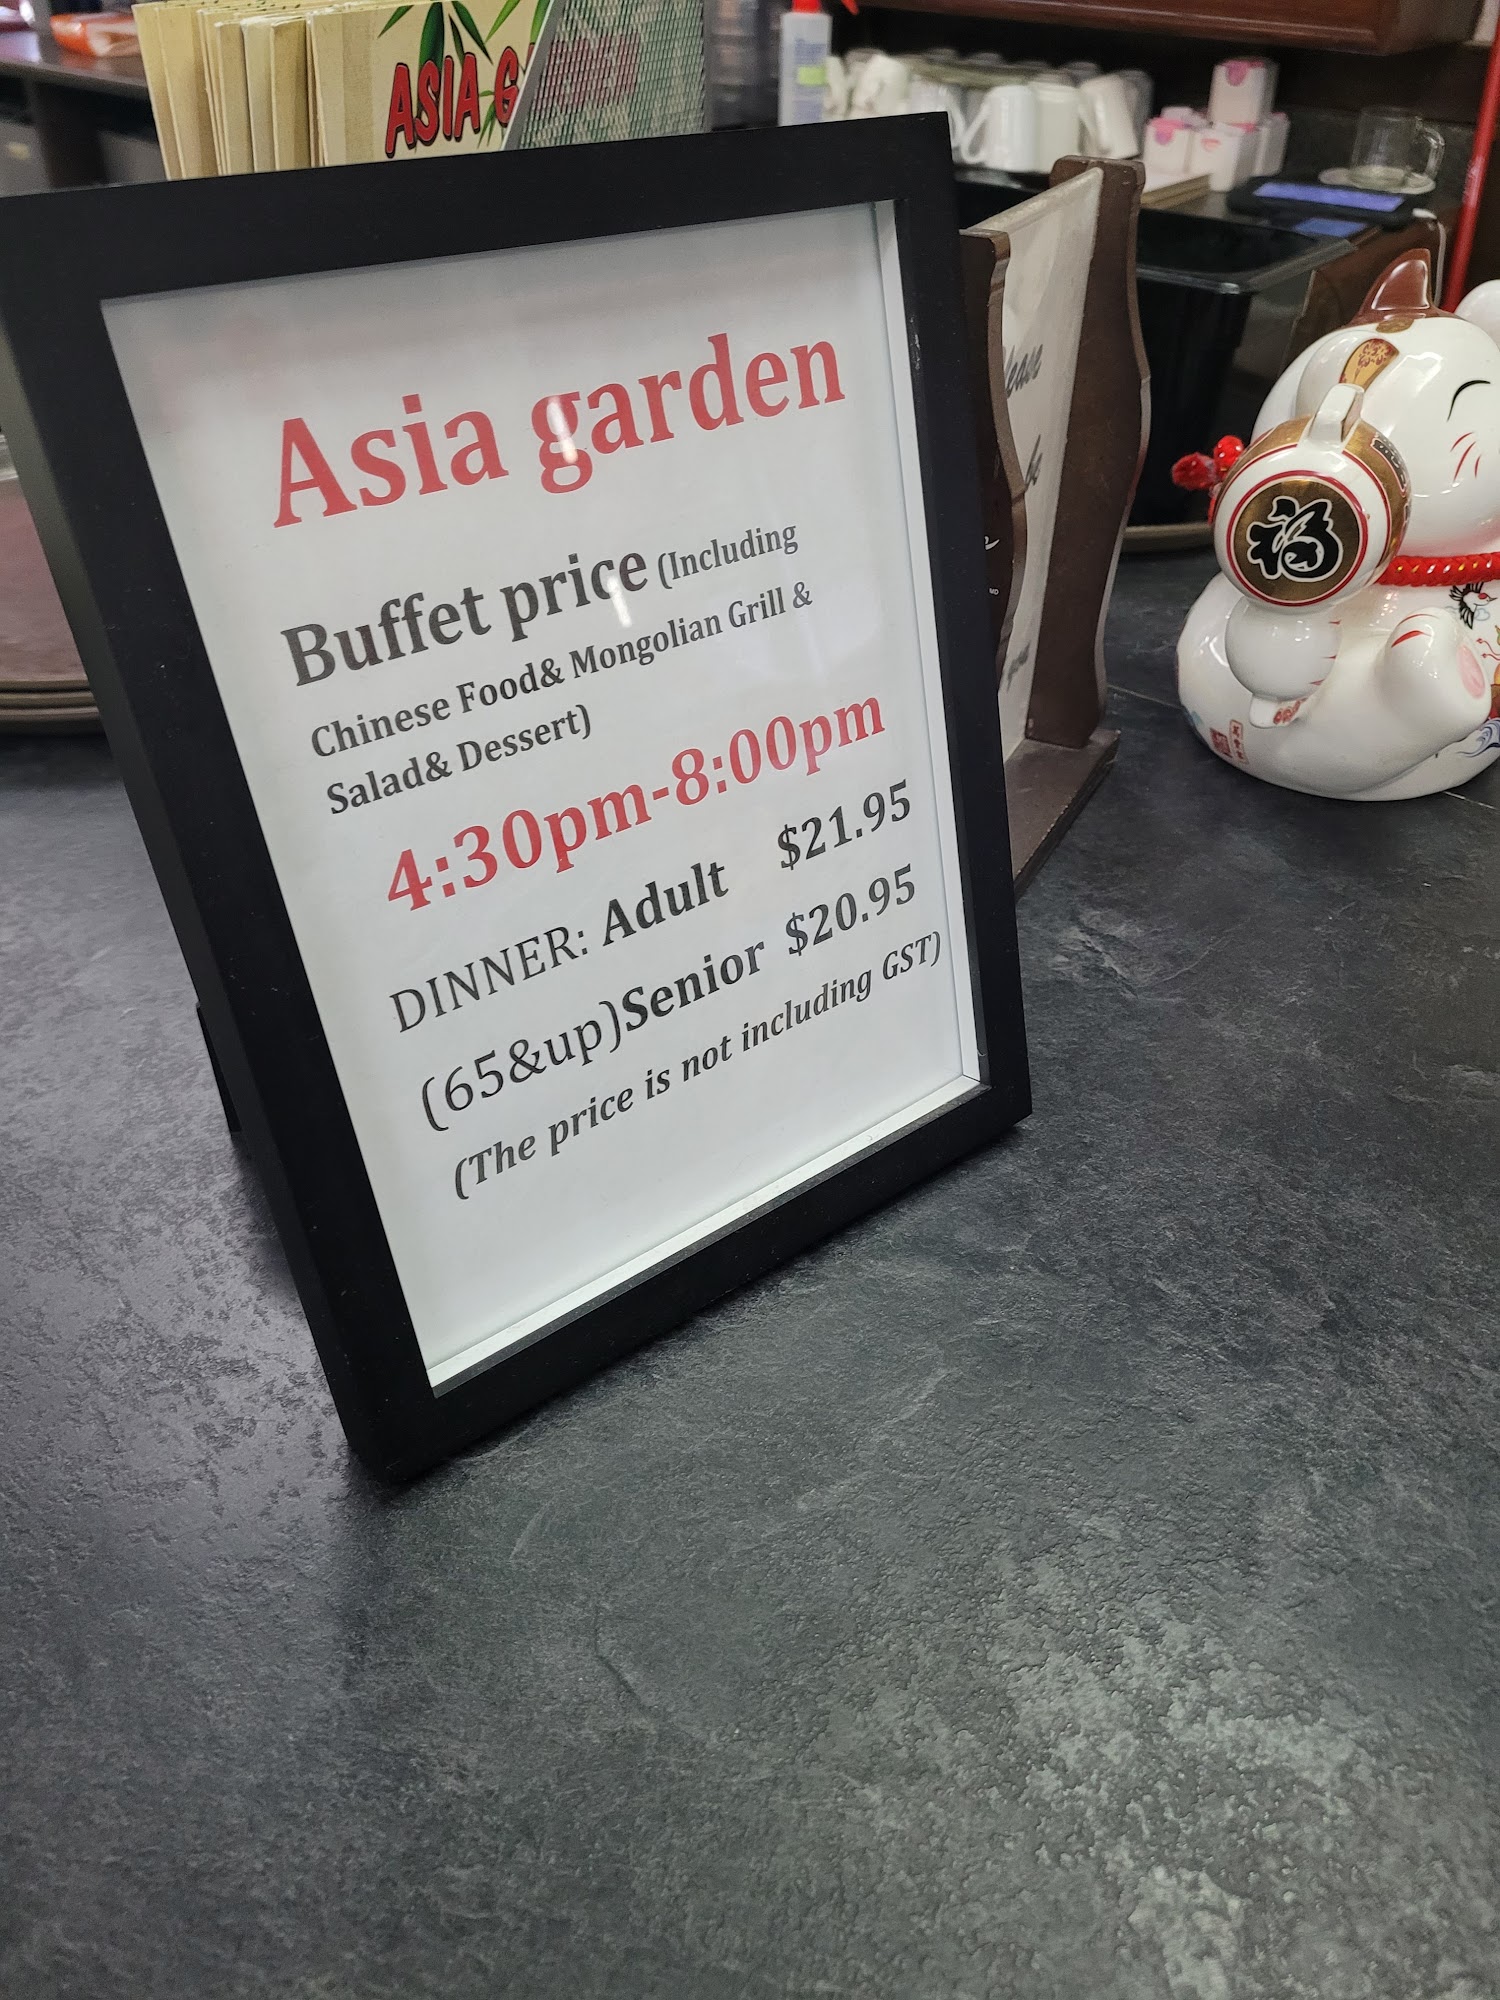 ASIA G
Asia garden
Buffet price (Including
Chinese Food& Mongolian Grill &
Salad& Dessert)
4:30pm-8:00pm
DINNER: Adult $21.95
(65&up)Senior $20.95
(The price is not including GST)
福